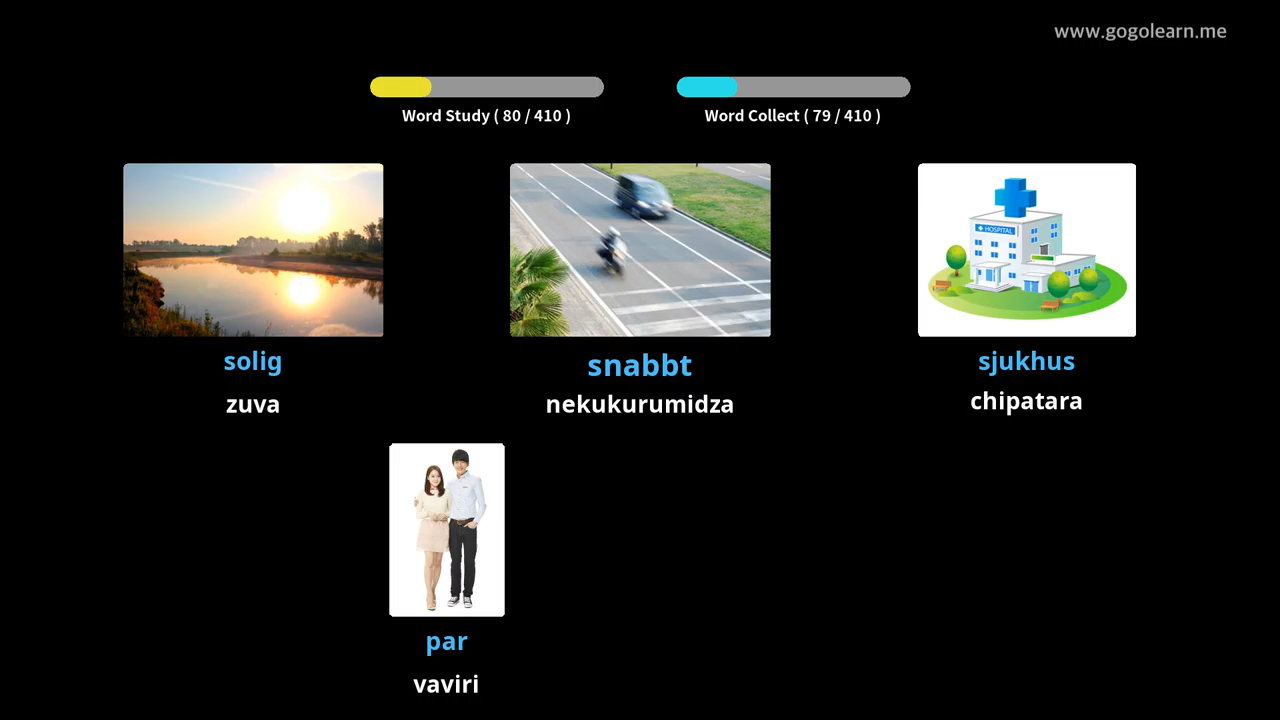 www.gogolearn.me
Word Study ( 80 / 410 )
Word Collect ( 79 / 410 )
HOSPITAL
solig
snabbt
sjukhus
zuva
nekukurumidza
chipatara
par
vaviri